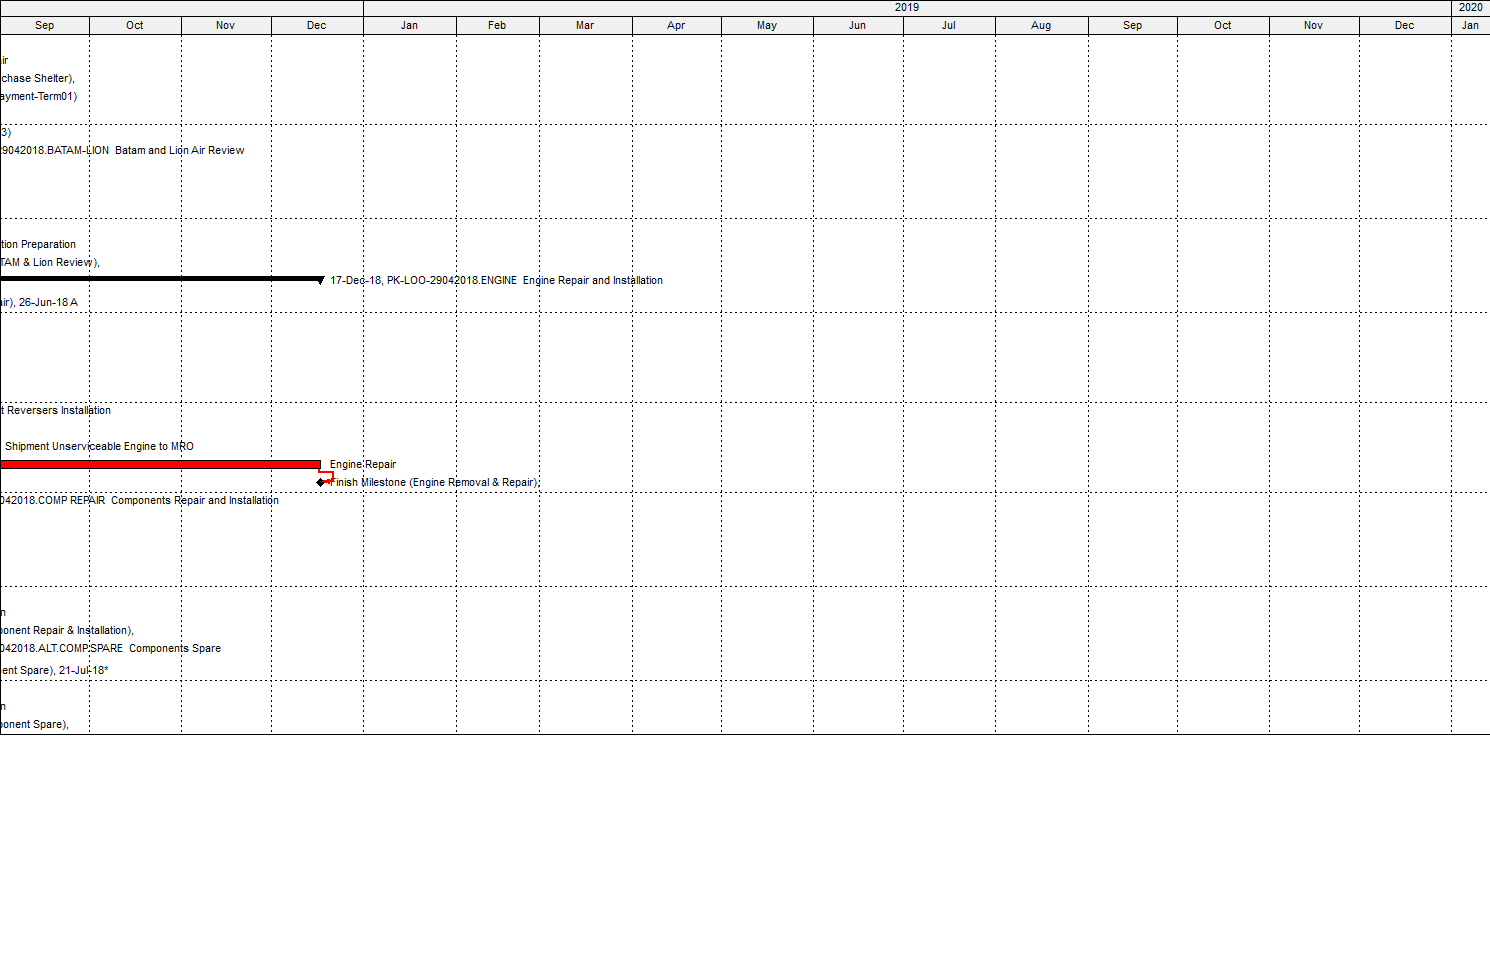 2019 2020
Sep Oct Nov Dec Jan Feb Mar Apr May Jun Jul Aug Sep Oct Nov Dec Jan
ir
chase Shelter),
ayment-Term01)
3)
29042018.BATAM-LION Batam and Lion Air Review
tion Preparation
TAM & Lion Review),
17-Dec-18, PK-LOO-29042018.ENGINE Engine Repair and Installation
air), 26-Jun-18 A
t Reversers Installation
Shipment Unserviceable Engine to MRO
Engine Repair
Finish Milestone (Engine Removal & Repair),
042018.COMP REPAIR Components Repair and Installation
n
ponent Repair & Installation),
042018.ALT.COMP.SPARE Components Spare
ent Spare), 21-Jul-18*
n
ponent Spare),